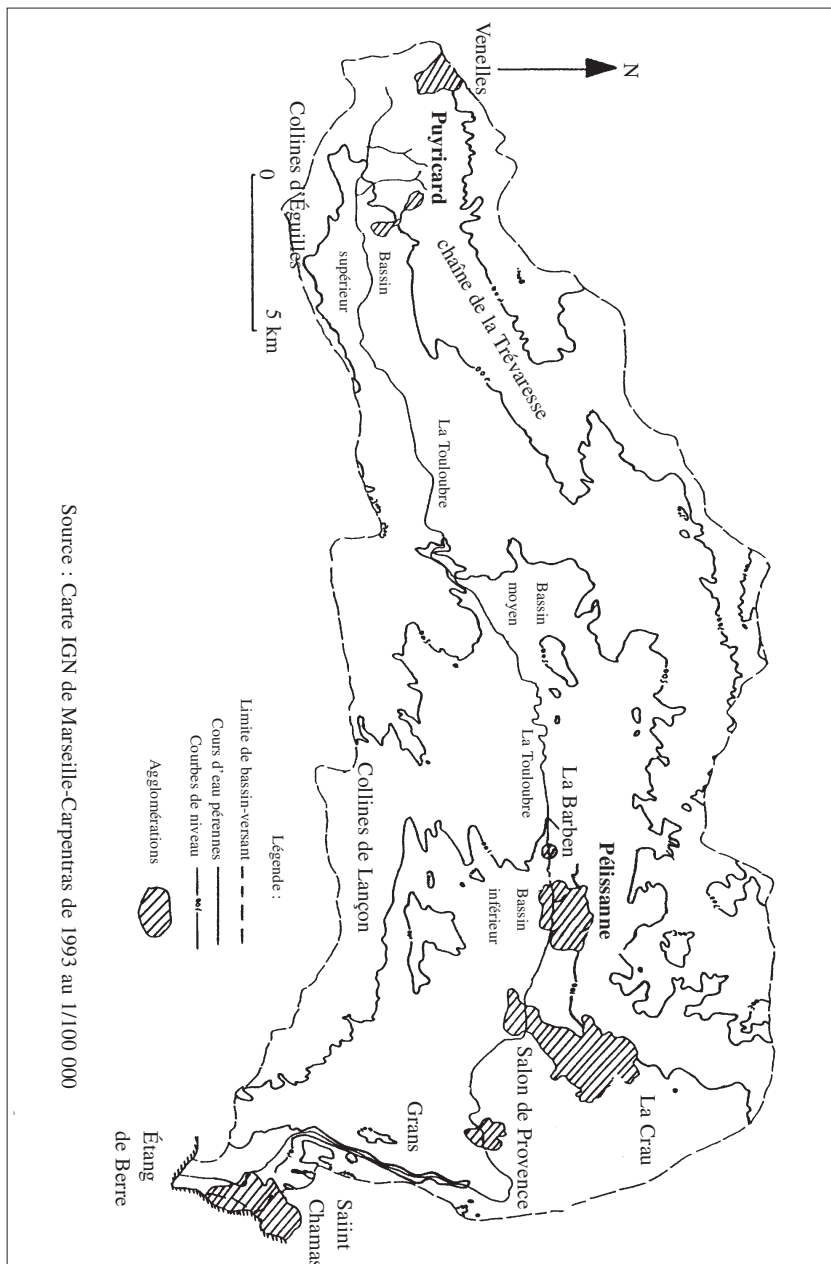 N
Venelles
Puyricard
Collines d'Éguilles
0
5 km
Bassin
supérieur
chaîne de la Trévaresse
La Touloubre
Bassin
moyen
La Touloubre
La Barben
Pélissanne
Bassin
inférieur
Collines de Lançon
Salon de Provence
La Crau
Grans
Saiint
Chamas
Étang
de Berre
Légende :
Limite de bassin-versant
Cours d'eau pérennes
Courbes de niveau
Agglomérations
Source : Carte IGN de Marseille-Carpentras de 1993 au 1/100 000